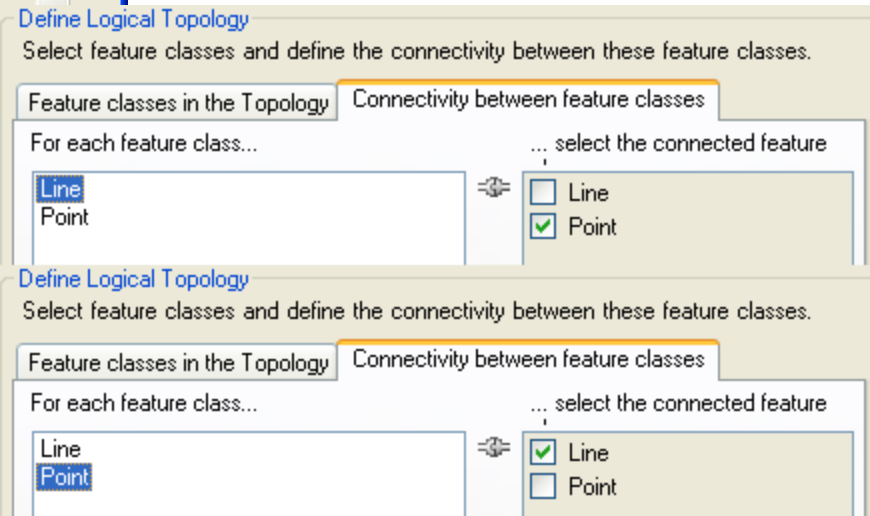 Define Logical Topology
Select feature classes and define the connectivity between these feature classes.
Feature classes in the Topology Connectivity between feature classes
For each feature class... ... select the connected feature
Line Line
Point Point
Define Logical Topology
Select feature classes and define the connectivity between these feature classes.
Feature classes in the Topology Connectivity between feature classes
For each feature class... ... select the connected feature
Line Line
Point Point